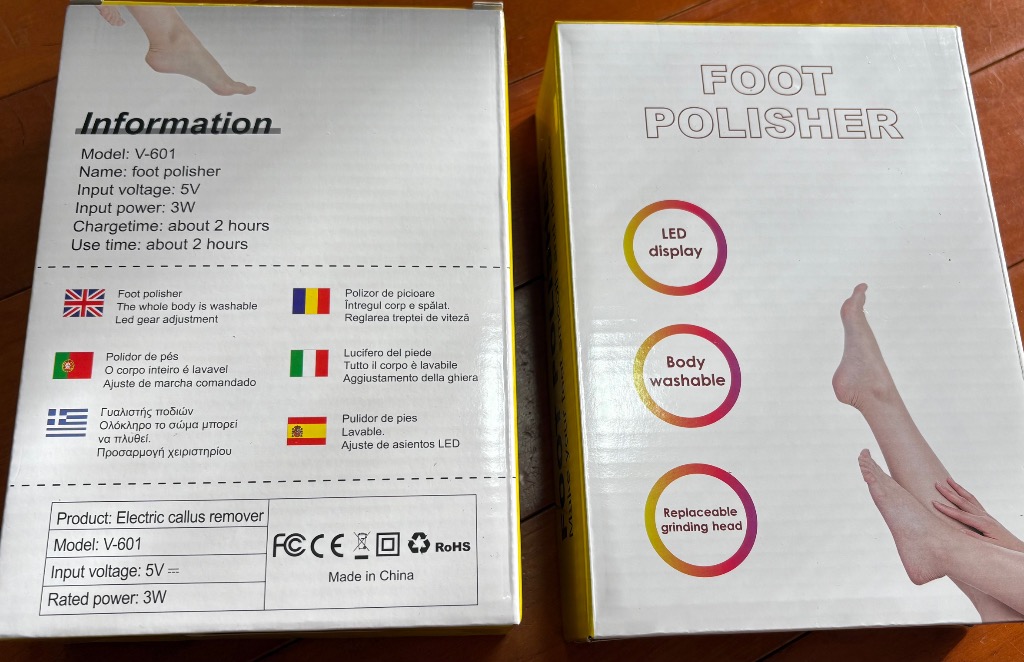 Information
Model: V-601
Name: foot polisher
Input voltage: 5V
Input power: 3W
Chargetime: about 2 hours
Use time: about 2 hours
Foot polisher
The whole body is washable
Led gear adjustment
Polizor de picioare
Întregul corp e spălat.
Reglarea treptei de viteză
Polidor de pés
O corpo inteiro é lavavel
Ajuste de marcha comandado
Lucifero del piede
Tutto il corpo è lavabile
Aggiustamento della ghiera
Γυαλιστής ποδιών
Ολόκληρο το σώμα μπορεί
να πλυθεί.
Προσαρμογή χειριστηρίου
Pulidor de pies
Lavable.
Ajuste de asientos LED
Product: Electric callus remover
Model: V-601
Input voltage: 5V
Rated power: 3W
FC CE RoHS
Made in China
FOOT
POLISHER
LED
display
Body
washable
Replaceable
grinding head